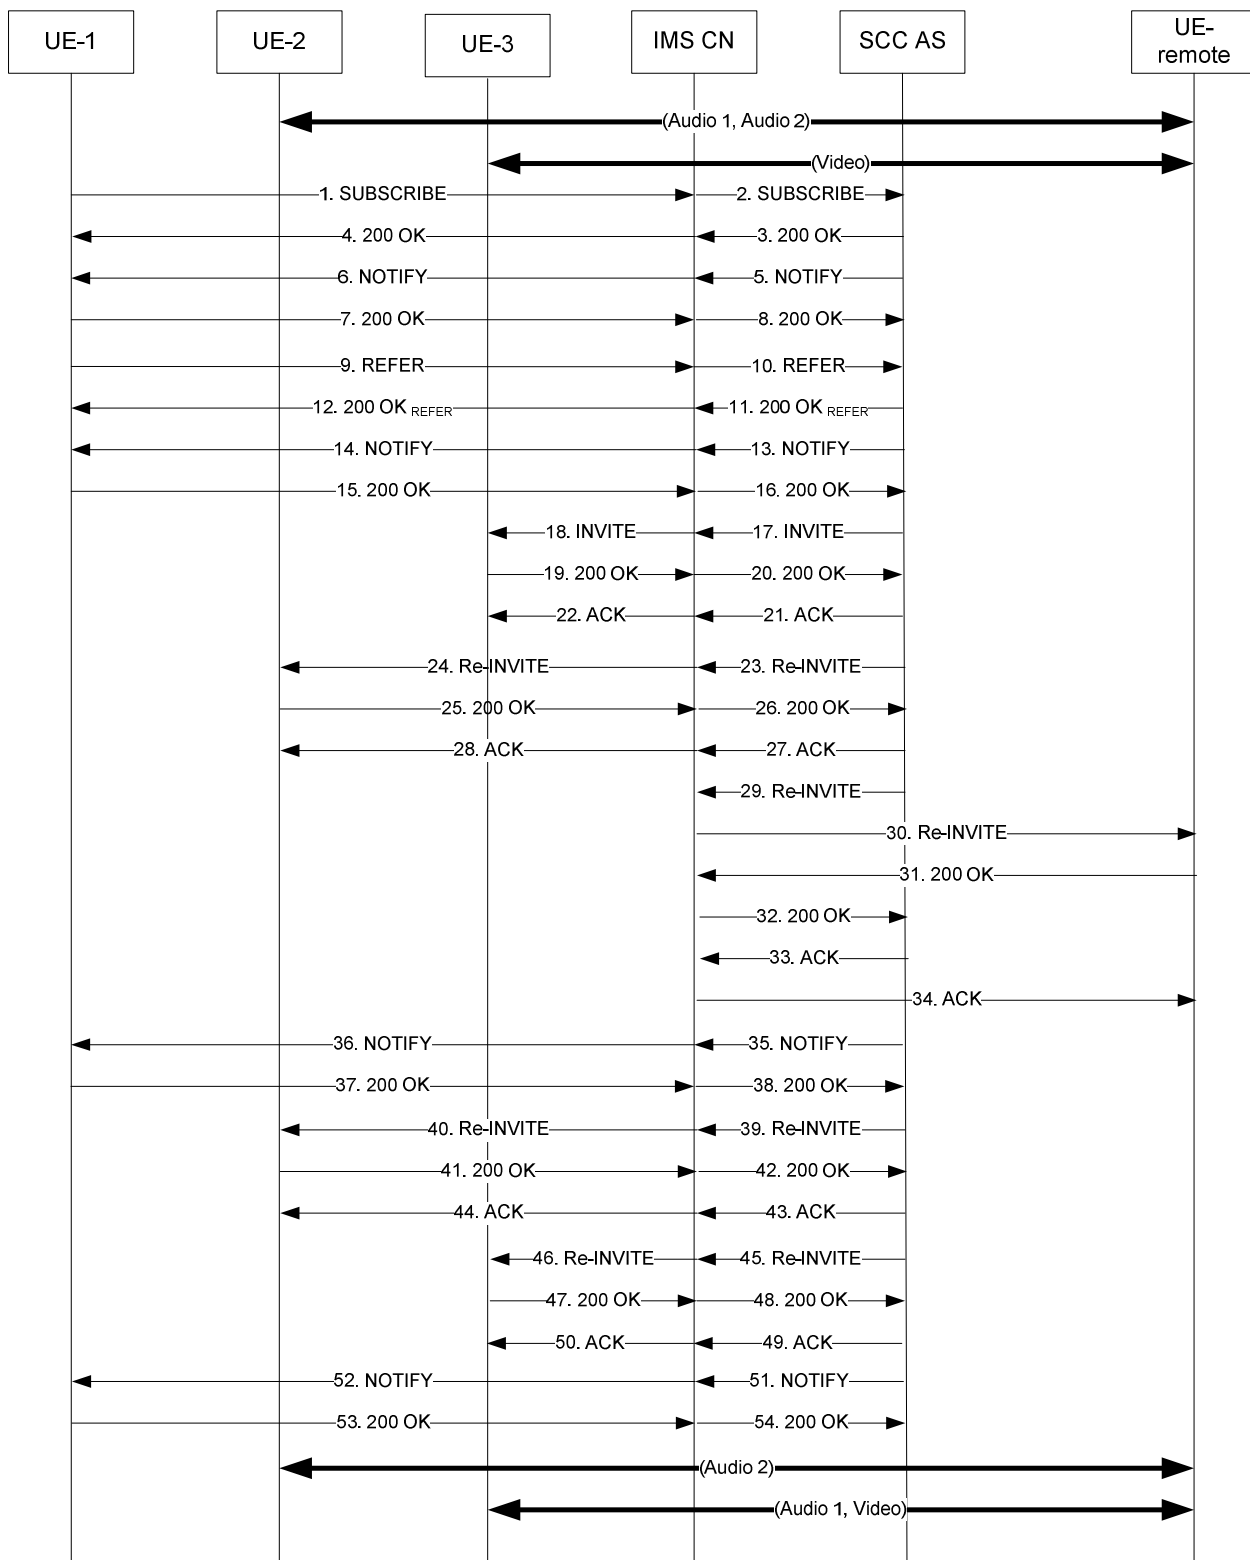 UE-1
UE-2
UE-3
IMS CN
SCC AS
UE-
remote
(Audio 1, Audio 2)
(Video)
1. SUBSCRIBE
2. SUBSCRIBE
4. 200 OK
3. 200 OK
6. NOTIFY
5. NOTIFY
7. 200 OK
8. 200 OK
9. REFER
10. REFER
12. 200 OK REFER
11. 200 OK REFER
14. NOTIFY
13. NOTIFY
15. 200 OK
16. 200 OK
18. INVITE
17. INVITE
19. 200 OK
20. 200 OK
22. ACK
21. ACK
24. Re-INVITE
23. Re-INVITE
25. 200 OK
26. 200 OK
28. ACK
27. ACK
29. Re-INVITE
30. Re-INVITE
31. 200 OK
32. 200 OK
33. ACK
34. ACK
36. NOTIFY
35. NOTIFY
37. 200 OK
38. 200 OK
40. Re-INVITE
39. Re-INVITE
41. 200 OK
42. 200 OK
44. ACK
43. ACK
46. Re-INVITE
45. Re-INVITE
47. 200 OK
48. 200 OK
50. ACK
49. ACK
52. NOTIFY
51. NOTIFY
53. 200 OK
54. 200 OK
(Audio 2)
(Audio 1, Video)